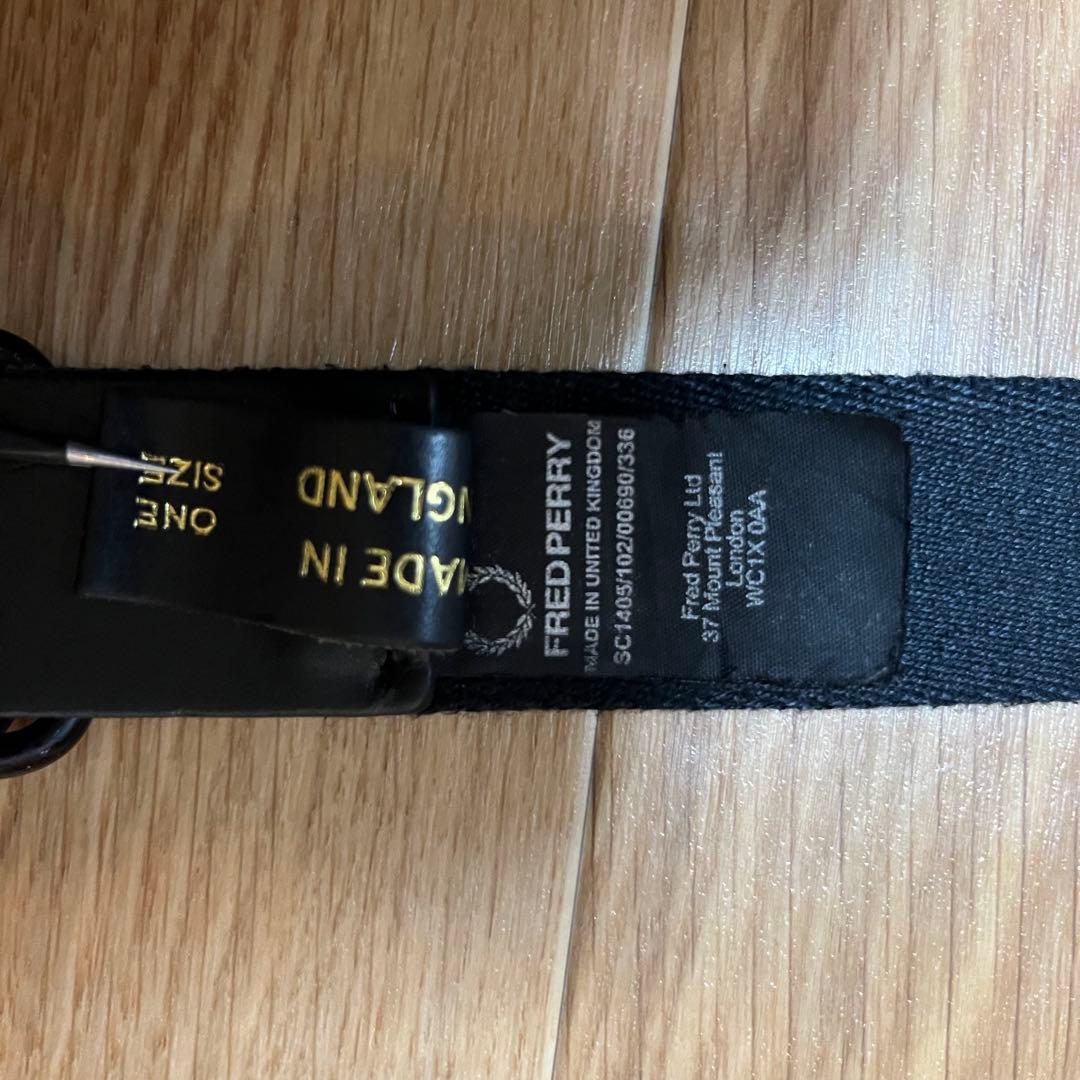 ONE
SIZE
MADE IN
ENGLAND
FRED PERRY
MADE IN UNITED KINGDOM
SC1405/102/00690/336
Fred Perry Ltd
37 Mount Pleasant
London
WC1X 0AA